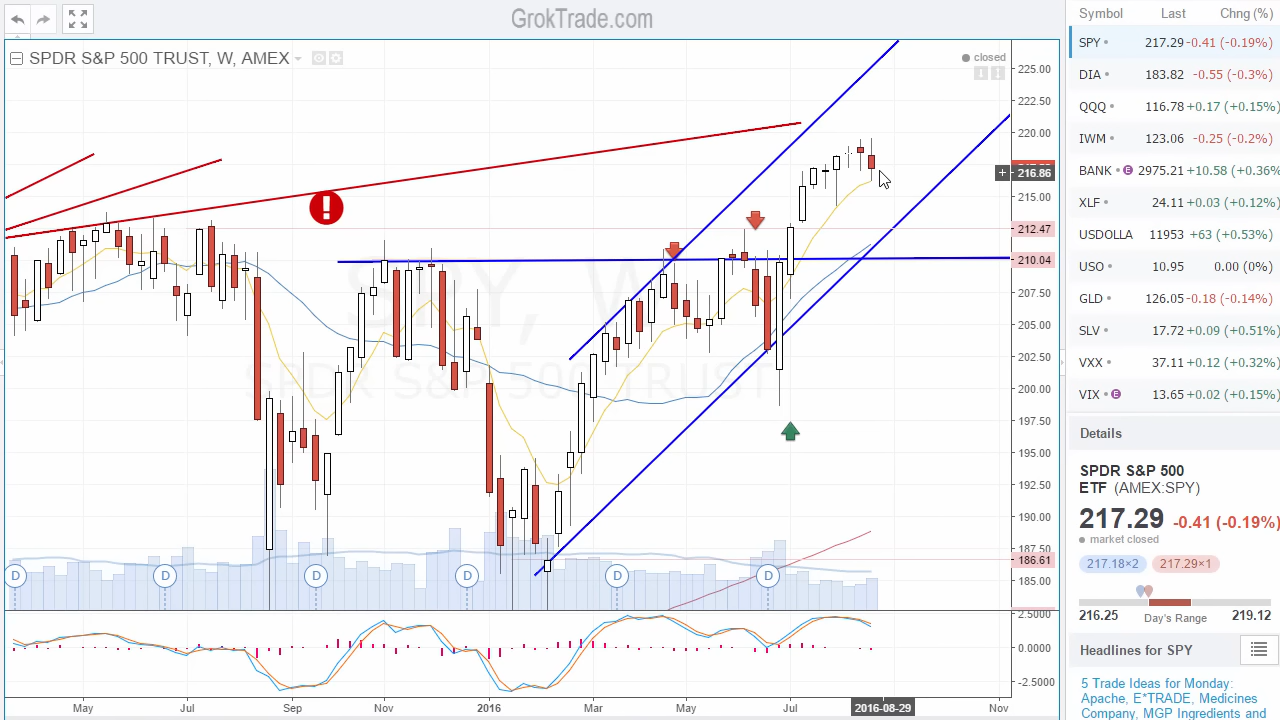 GrokTrade.com
SPDR S&P 500 TRUST, W, AMEX
closed
SPY, W
SPDR S&P 500 TRUST
!
225.00
222.50
220.00
216.86
215.00
212.47
210.04
207.50
205.00
202.50
200.00
197.50
195.00
192.50
190.00
187.50
186.61
185.00
D D D D D D
2.5000
0.0000
-2.5000
May Jul Sep Nov 2016 Mar May Jul 2016-08-29 Nov
Symbol Last Chng (%)
SPY 217.29 -0.41 (-0.19%)
DIA 183.82 -0.55 (-0.3%)
QQQ 116.78 +0.17 (+0.15%)
IWM 123.06 -0.25 (-0.2%)
BANK E 2975.21 +10.58 (+0.36%
XLF 24.11 +0.03 (+0.12%)
USDOLLA 11953 +63 (+0.53%)
USO 10.95 0.00 (0%)
GLD 126.05 -0.18 (-0.14%)
SLV 17.72 +0.09 (+0.51%)
VXX 37.11 +0.12 (+0.32%)
VIX E 13.65 +0.02 (+0.15%)
Details
SPDR S&P 500
ETF (AMEX:SPY)
217.29 -0.41 (-0.19%)
market closed
217.18×2 217.29×1
216.25 Day's Range 219.12
Headlines for SPY
5 Trade Ideas for Monday:
Apache, E*TRADE, Medicines
Company, MGP Ingredients and